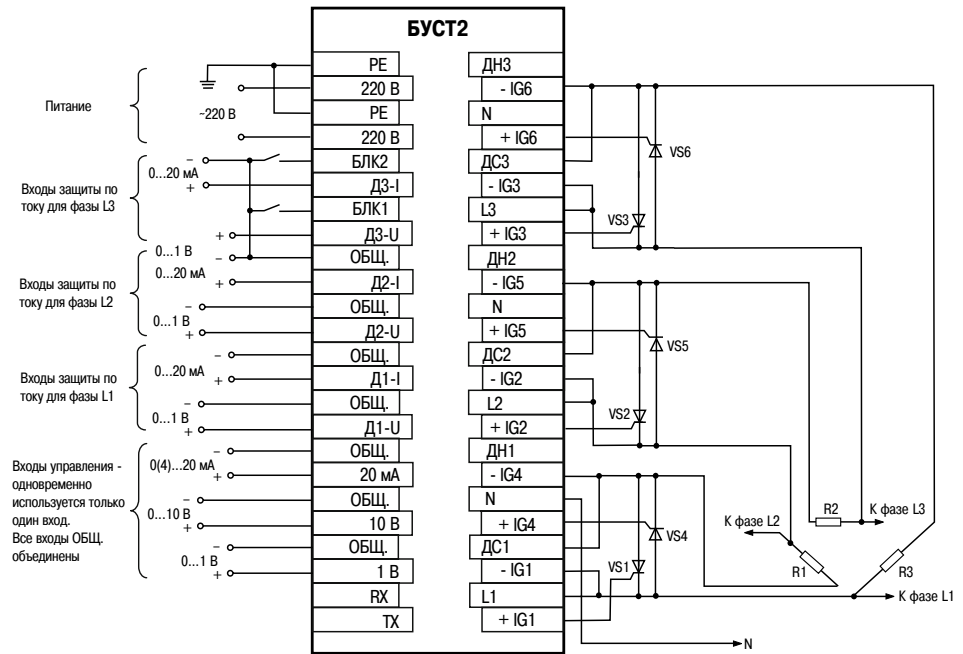 БУСТ2
PE
220 В
PE
220 В
БЛК2
Д3-I
БЛК1
Д3-U
ОБЩ.
Д2-I
ОБЩ.
Д2-U
ОБЩ.
Д1-I
ОБЩ.
Д1-U
ОБЩ.
20 мА
ОБЩ.
10 В
ОБЩ.
1 В
RX
TX
ДН3
- IG6
N
+ IG6
ДС3
- IG3
L3
+ IG3
ДН2
- IG5
N
+ IG5
ДС2
- IG2
L2
+ IG2
ДН1
- IG4
N
+ IG4
ДС1
- IG1
L1
+ IG1
Питание
~220 В
Входы защиты по
току для фазы L3
−
0...20 мА
+
+
0...1 В
−
Входы защиты по
току для фазы L2
0...20 мА
+
−
0...1 В
+
Входы защиты по
току для фазы L1
−
0...20 мА
+
−
0...1 В
+
Входы управления -
одновременно
используется только
один вход.
Все входы ОБЩ.
объединены
−
0(4)...20 мА
+
−
0...10 В
+
−
0...1 В
+
VS6
VS3
VS5
VS2
VS4
VS1
R2
К фазе L3
К фазе L2
R1
R3
К фазе L1
N